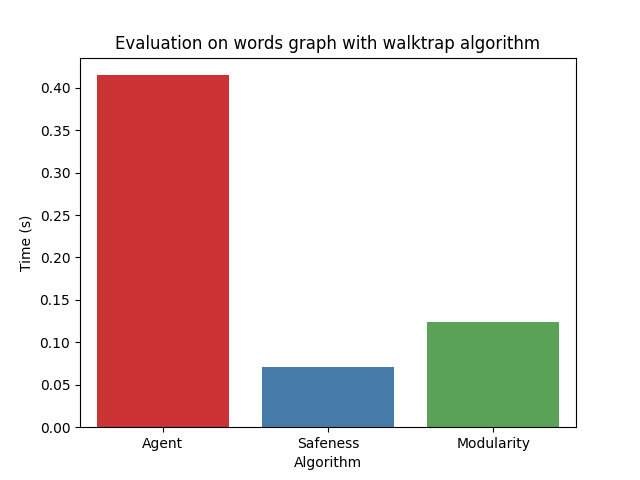 Evaluation on words graph with walktrap algorithm
0.40
0.35
0.30
0.25
0.20
0.15
0.10
0.05
0.00
Time (s)
Agent
Safeness
Modularity
Algorithm